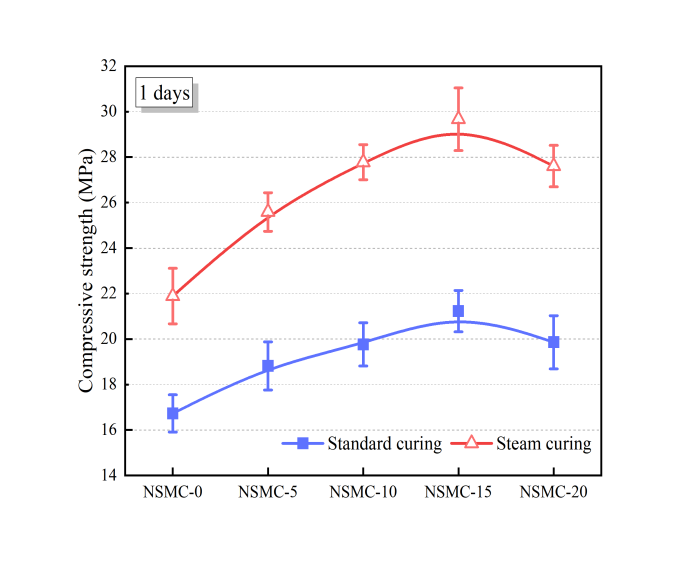 32
1 days
30
28
26
24
22
20
18
16
14
Compressive strength (MPa)
Standard curing
Steam curing
NSMC-0
NSMC-5
NSMC-10
NSMC-15
NSMC-20